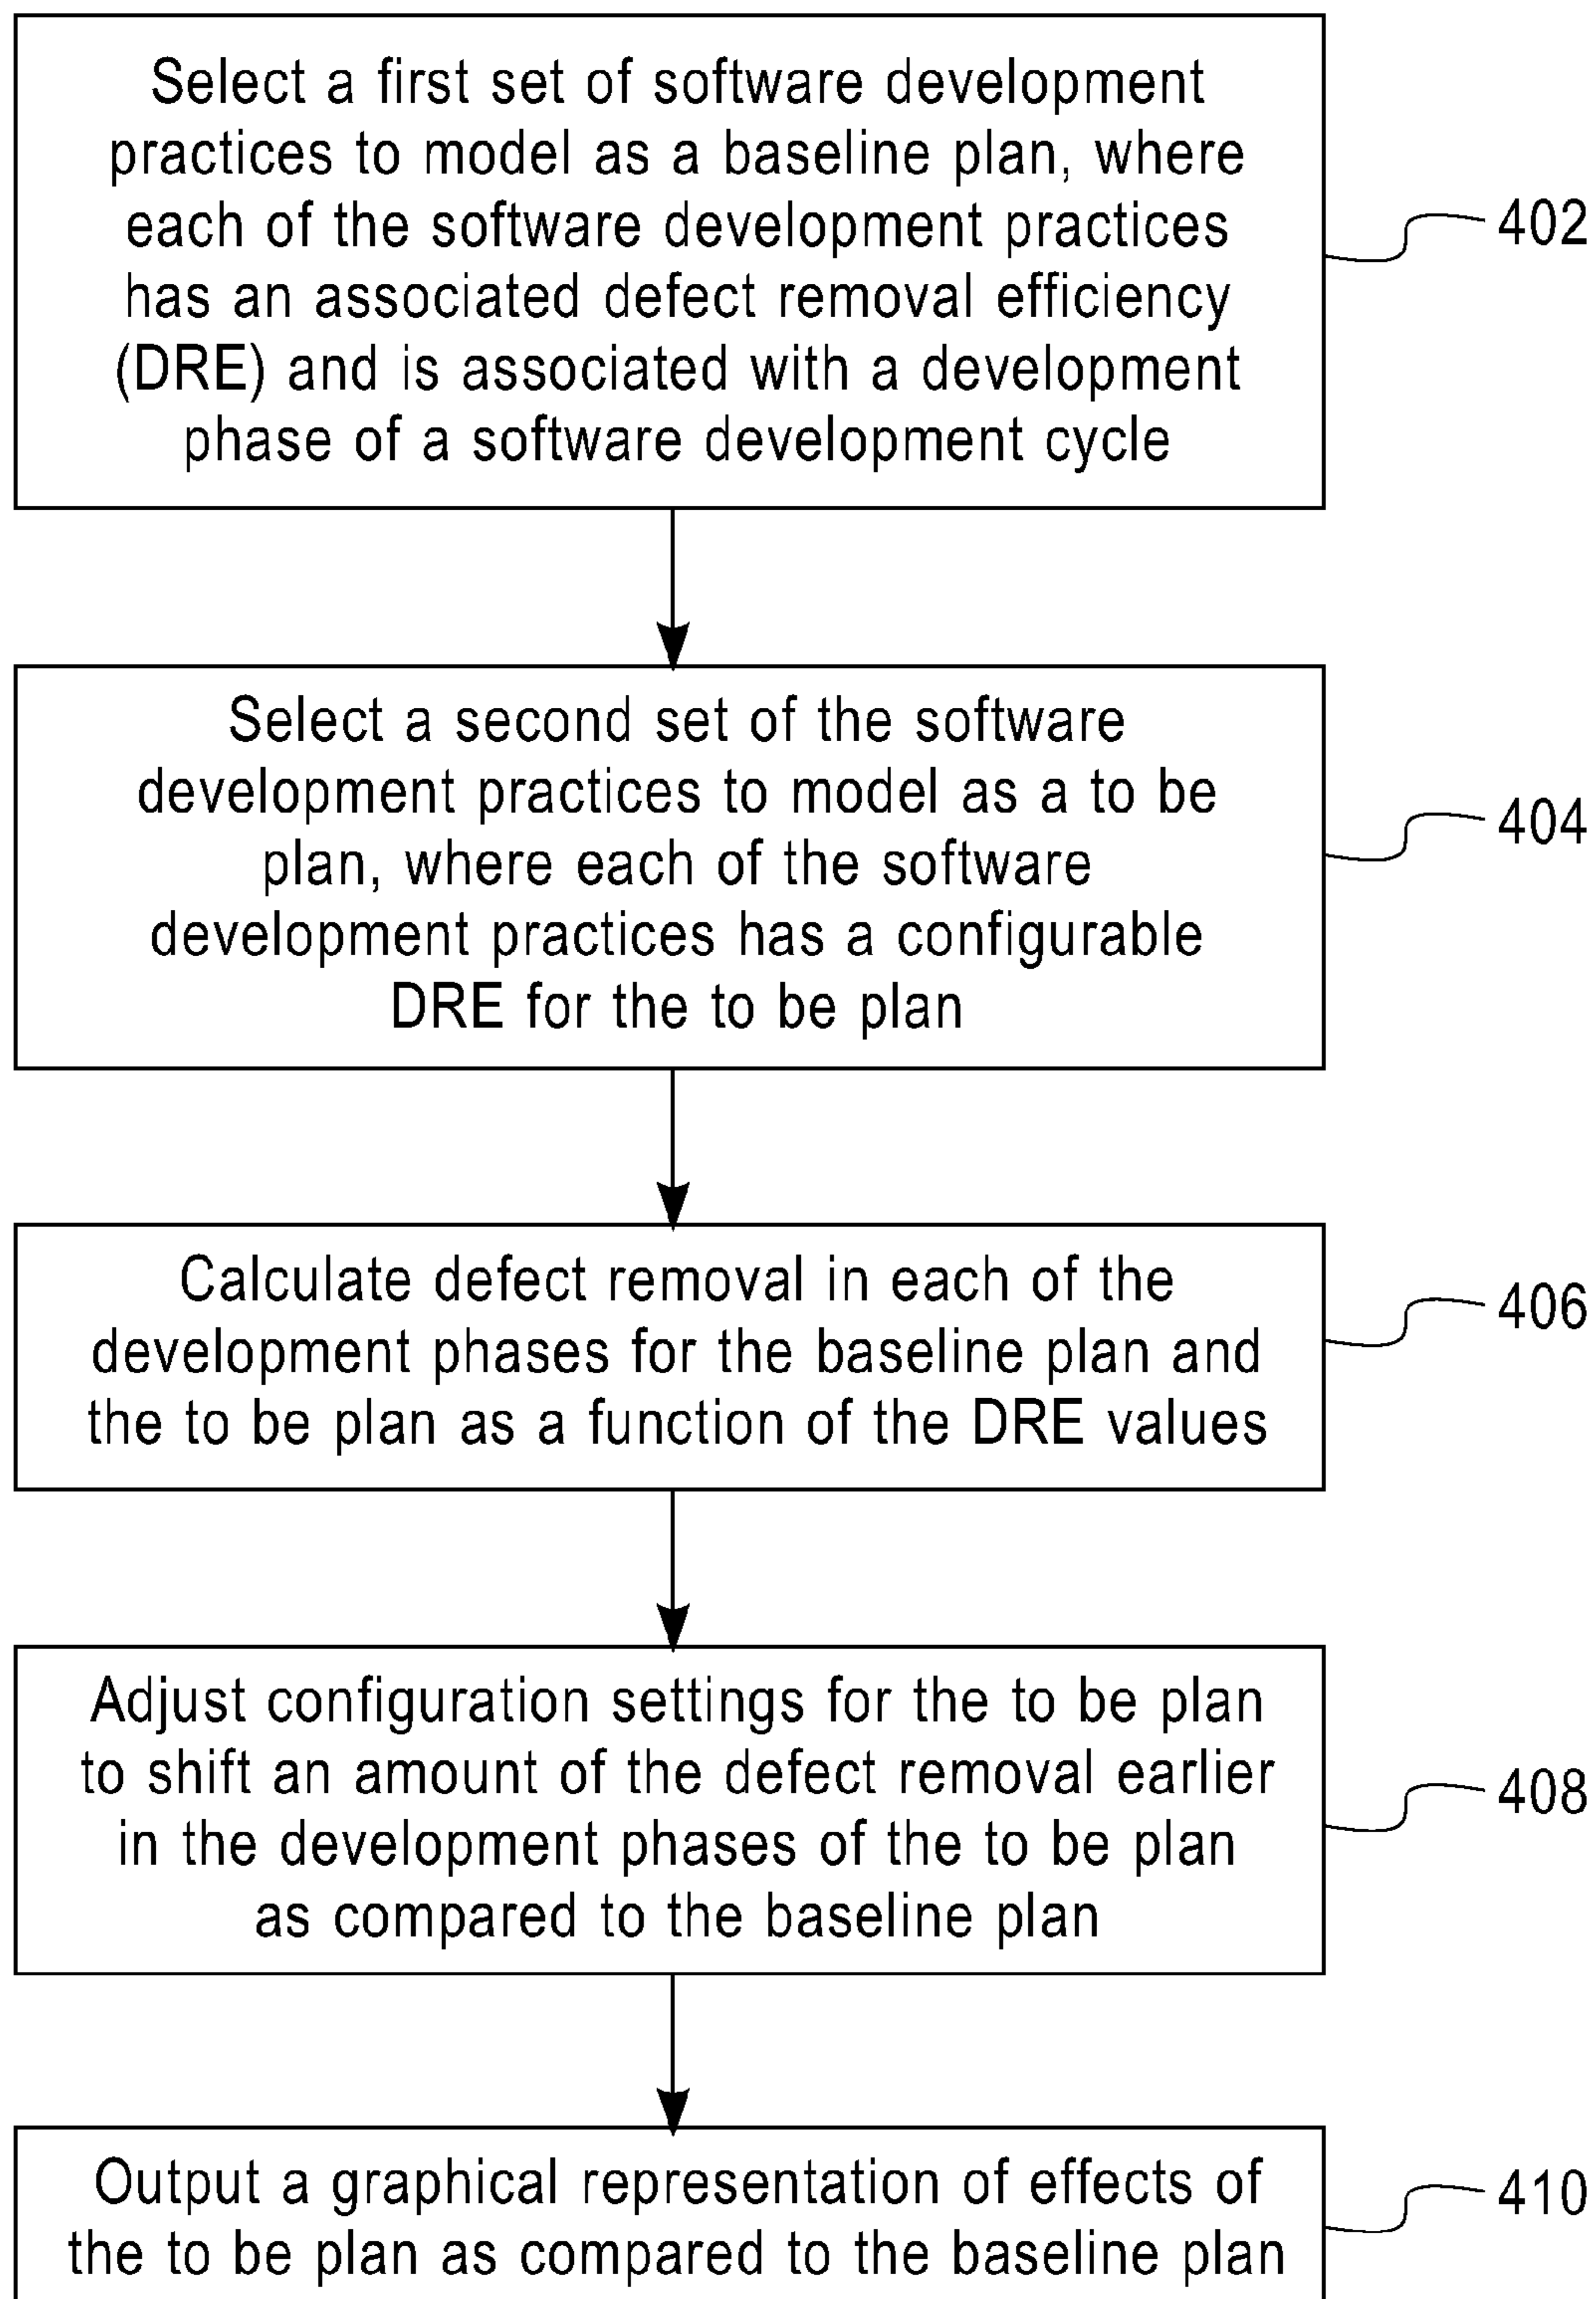 Select a first set of software development
practices to model as a baseline plan, where
each of the software development practices
has an associated defect removal efficiency
(DRE) and is associated with a development
phase of a software development cycle
402
Select a second set of the software
development practices to model as a to be
plan, where each of the software
development practices has a configurable
DRE for the to be plan
404
Calculate defect removal in each of the
development phases for the baseline plan and
the to be plan as a function of the DRE values
406
Adjust configuration settings for the to be plan
to shift an amount of the defect removal earlier
in the development phases of the to be plan
as compared to the baseline plan
408
Output a graphical representation of effects of
the to be plan as compared to the baseline plan
410